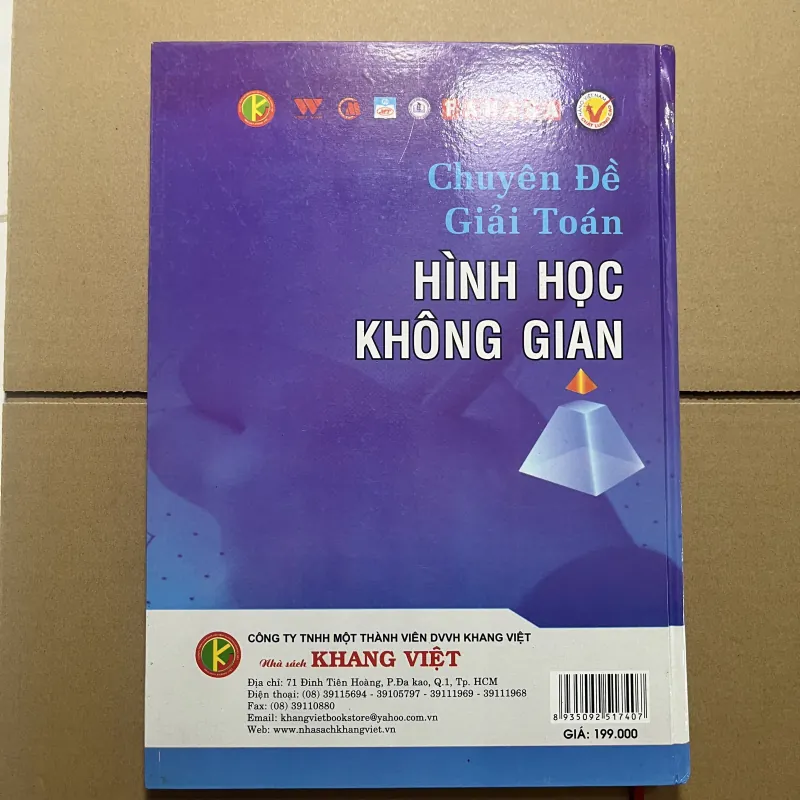 Chuyên Đề
Giải Toán
HÌNH HỌC
KHÔNG GIAN
CÔNG TY TNHH MỘT THÀNH VIÊN DVVH KHANG VIỆT
Nhà sách KHANG VIỆT
Địa chỉ: 71 Đinh Tiên Hoàng, P.Đa kao, Q.1, Tp. HCM
Điện thoại: (08) 39115694 - 39105797 - 39111969 - 39111968
Fax: (08) 39110880
Email: khangvietbookstore@yahoo.com.vn
Web: www.nhasachkhangviet.vn
8 935092 517407
GIÁ: 199.000